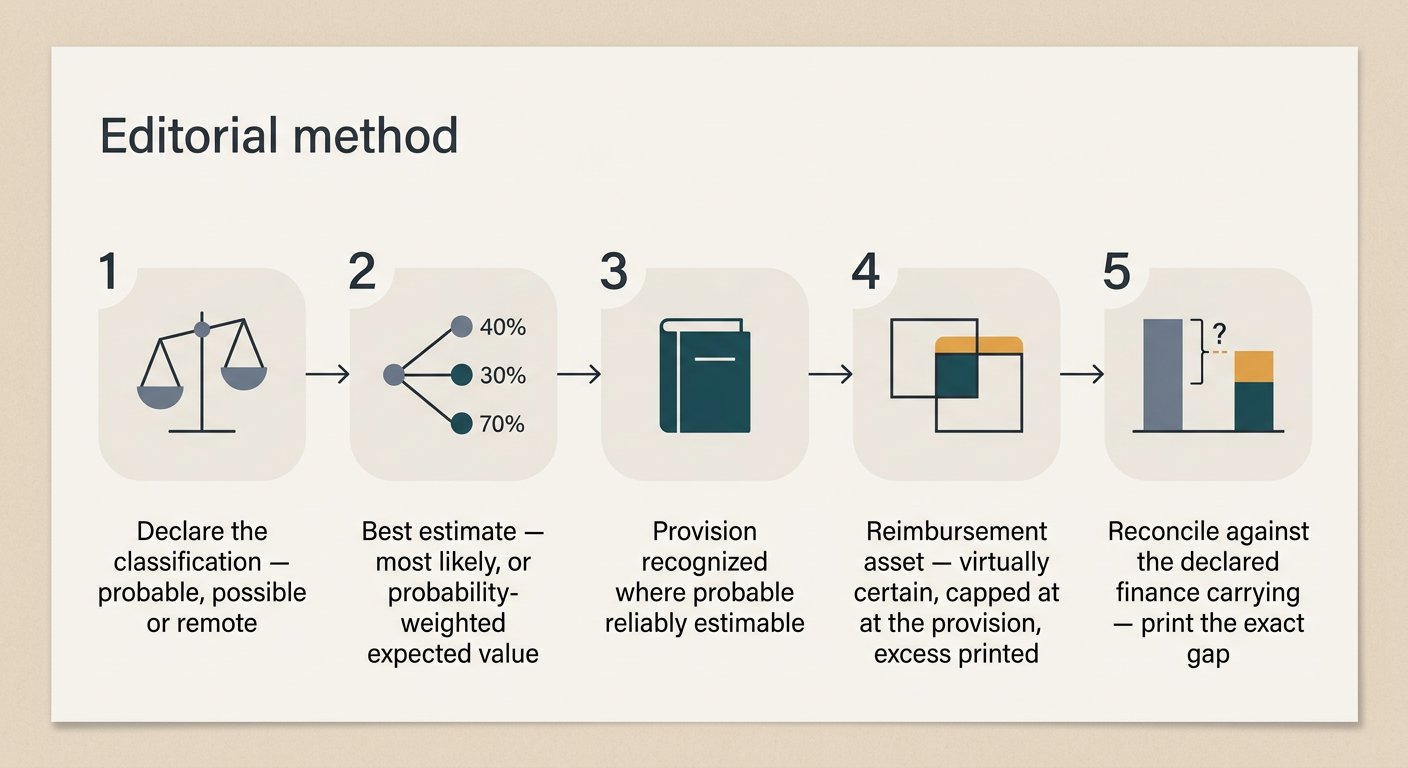 Editorial method
1
2
3
4
5
40%
30%
70%
?
Declare the
classification —
probable, possible
or remote
Best estimate —
most likely, or
probability-
weighted
expected value
Provision
recognized
where probable
reliably estimable
Reimbursement
asset — virtually
certain, capped at
at the provision,
excess printed
Reconcile against
the declared
finance carrying
— print the exact
gap